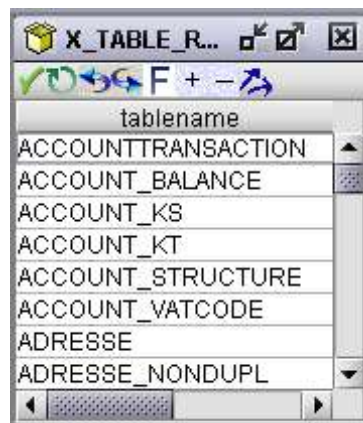 X_TABLE_R...
F + -
tablename
ACCOUNTTRANSACTION
ACCOUNT_BALANCE
ACCOUNT_KS
ACCOUNT_KT
ACCOUNT_STRUCTURE
ACCOUNT_VATCODE
ADRESSE
ADRESSE_NONDUPL